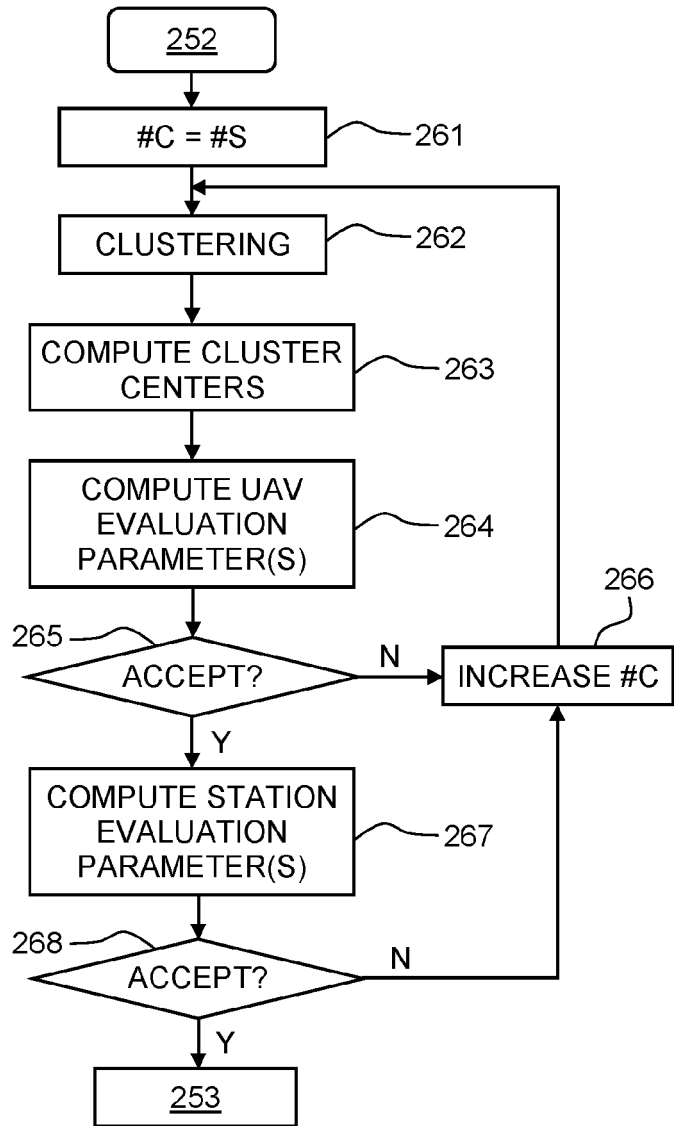 252
#C = #S
261
CLUSTERING
262
COMPUTE CLUSTER
CENTERS
263
COMPUTE UAV
EVALUATION
PARAMETER(S)
264
265
ACCEPT?
N
266
INCREASE #C
Y
COMPUTE STATION
EVALUATION
PARAMETER(S)
267
268
ACCEPT?
N
Y
253